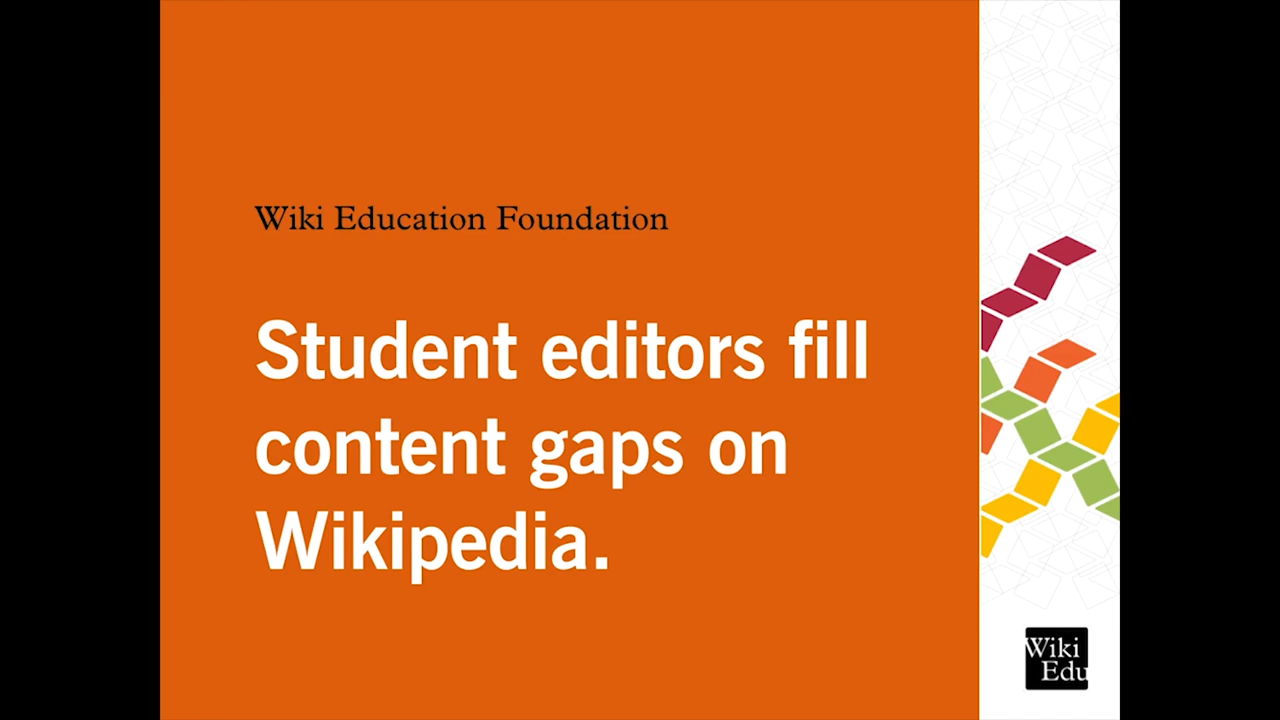 Wiki Education Foundation
Student editors fill
content gaps on
Wikipedia.
Wiki
Edu